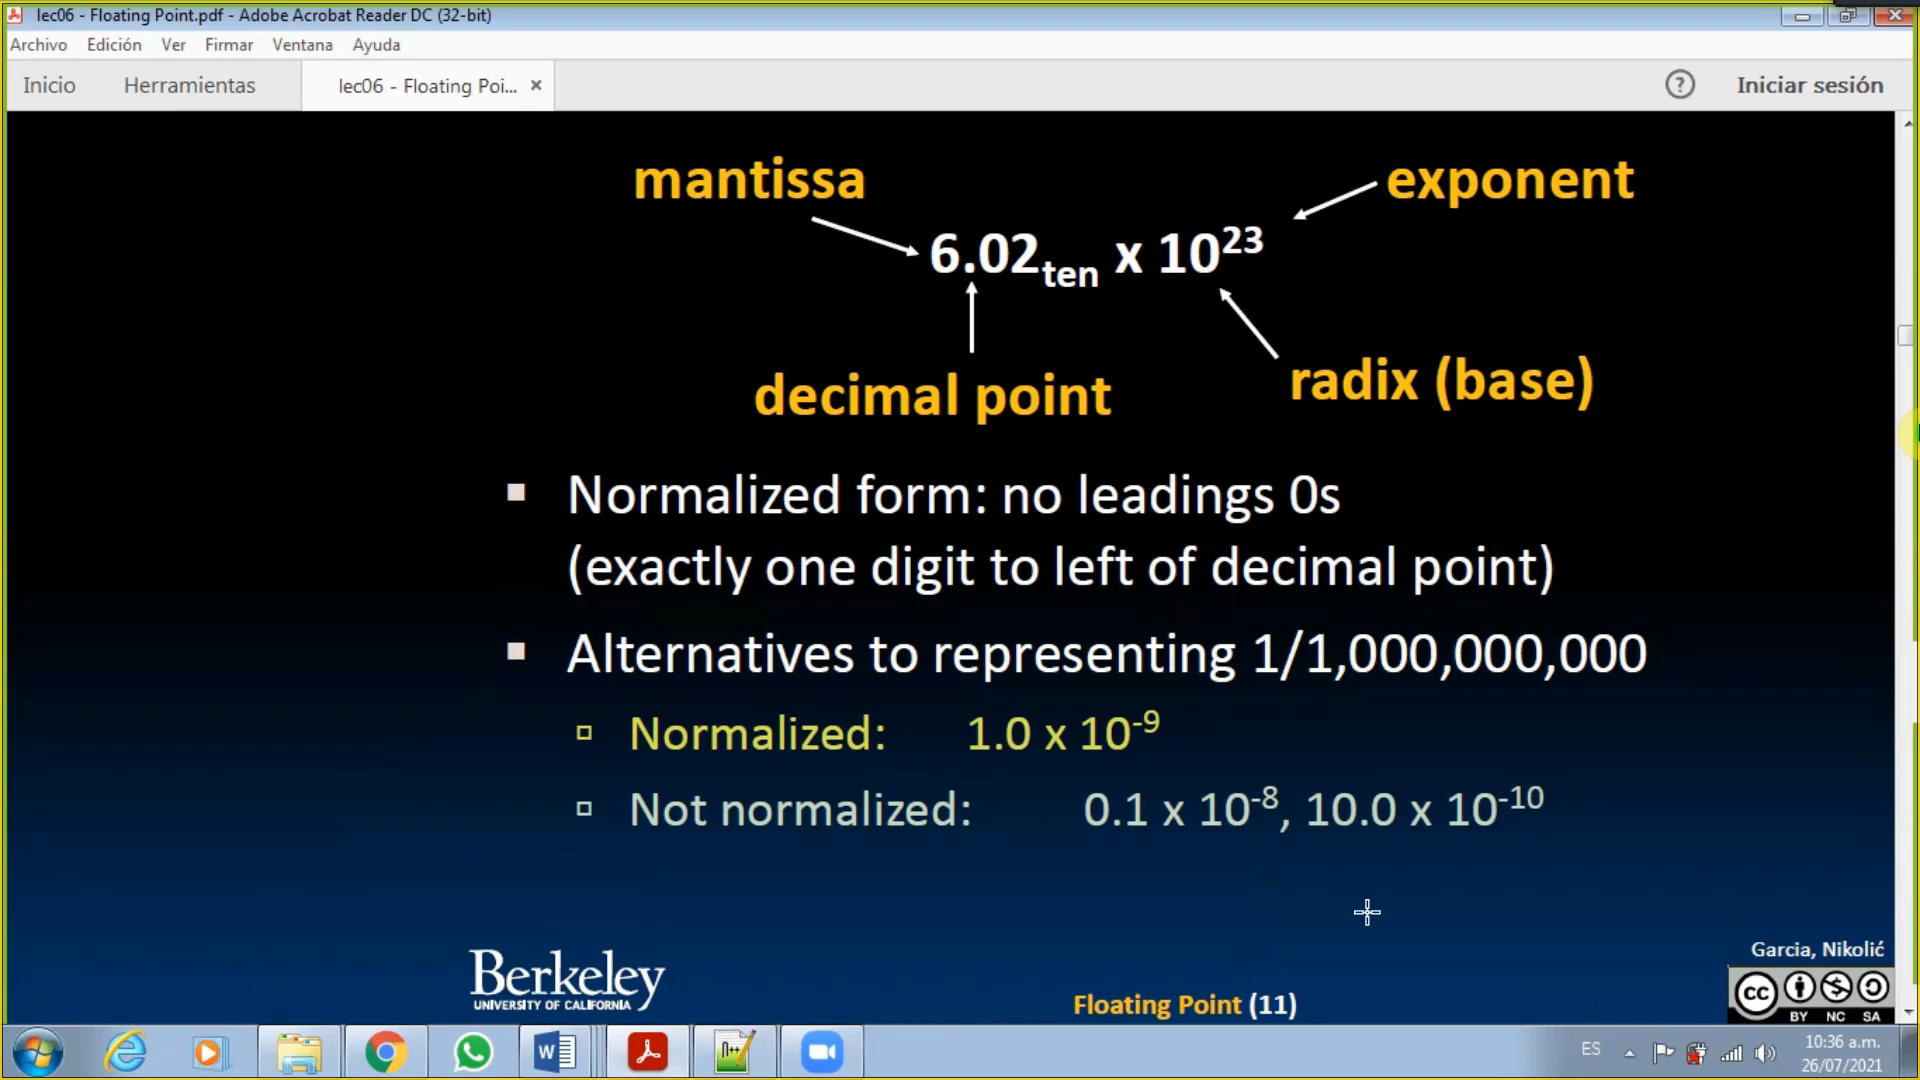 lec06 - Floating Point.pdf - Adobe Acrobat Reader DC (32-bit)
Archivo Edición Ver Firmar Ventana Ayuda
Inicio Herramientas lec06 - Floating Poi... × ? Iniciar sesión
mantissa exponent
6.02ten x 10^23
decimal point radix (base)
▪ Normalized form: no leadings 0s
(exactly one digit to left of decimal point)
▪ Alternatives to representing 1/1,000,000,000
▫ Normalized: 1.0 x 10^-9
▫ Not normalized: 0.1 x 10^-8, 10.0 x 10^-10
Garcia, Nikolić
Berkeley
UNIVERSITY OF CALIFORNIA
Floating Point (11)
cc
BY NC SA
ES 10:36 a.m.
26/07/2021